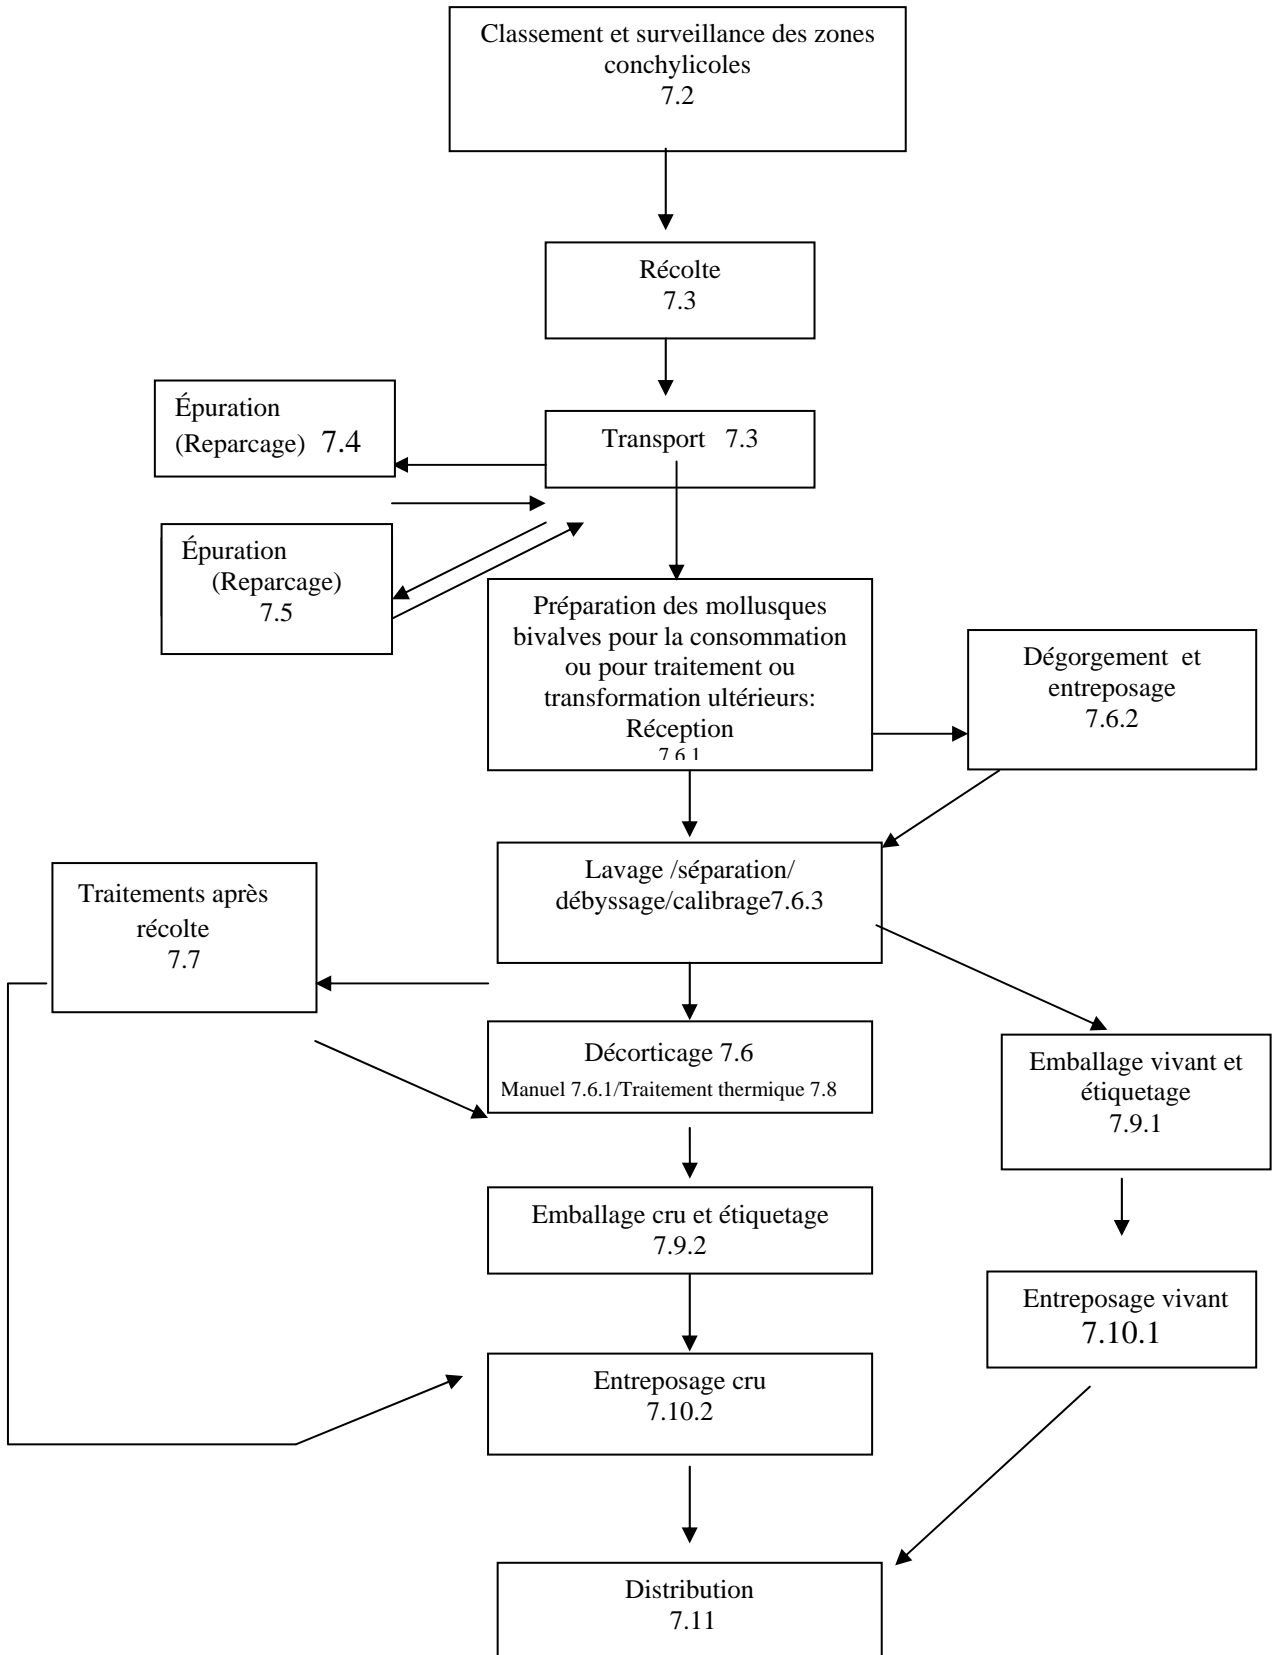 Classement et surveillance des zones
conchylicoles
7.2
Récolte
7.3
Épuration
(Reparcage) 7.4
Transport 7.3
Épuration
(Reparcage)
7.5
Préparation des mollusques
bivalves pour la consommation
ou pour traitement ou
transformation ultérieurs:
Réception
7.6.1
Dégorgement et
entreposage
7.6.2
Lavage /séparation/
débyssage/calibrage7.6.3
Traitements après
récolte
7.7
Décorticage 7.6
Manuel 7.6.1/Traitement thermique 7.8
Emballage vivant et
étiquetage
7.9.1
Emballage cru et étiquetage
7.9.2
Entreposage vivant
7.10.1
Entreposage cru
7.10.2
Distribution
7.11